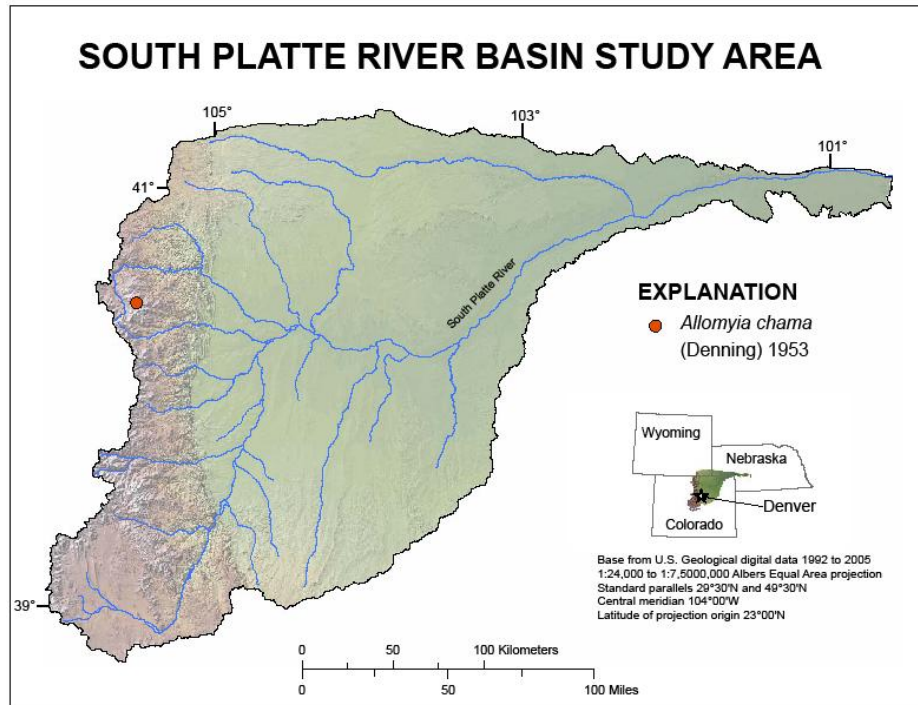 SOUTH PLATTE RIVER BASIN STUDY AREA
105°
103°
101°
41°
South Platte River
EXPLANATION
Allomyia chama
(Denning) 1953
Wyoming
Nebraska
Denver
Colorado
Base from U.S. Geological digital data 1992 to 2005
1:24,000 to 1:7,5000,000 Albers Equal Area projection
Standard parallels 29°30'N and 49°30'N
Central meridian 104°00'W
Latitude of projection origin 23°00'N
39°
0 50 100 Kilometers
0 50 100 Miles